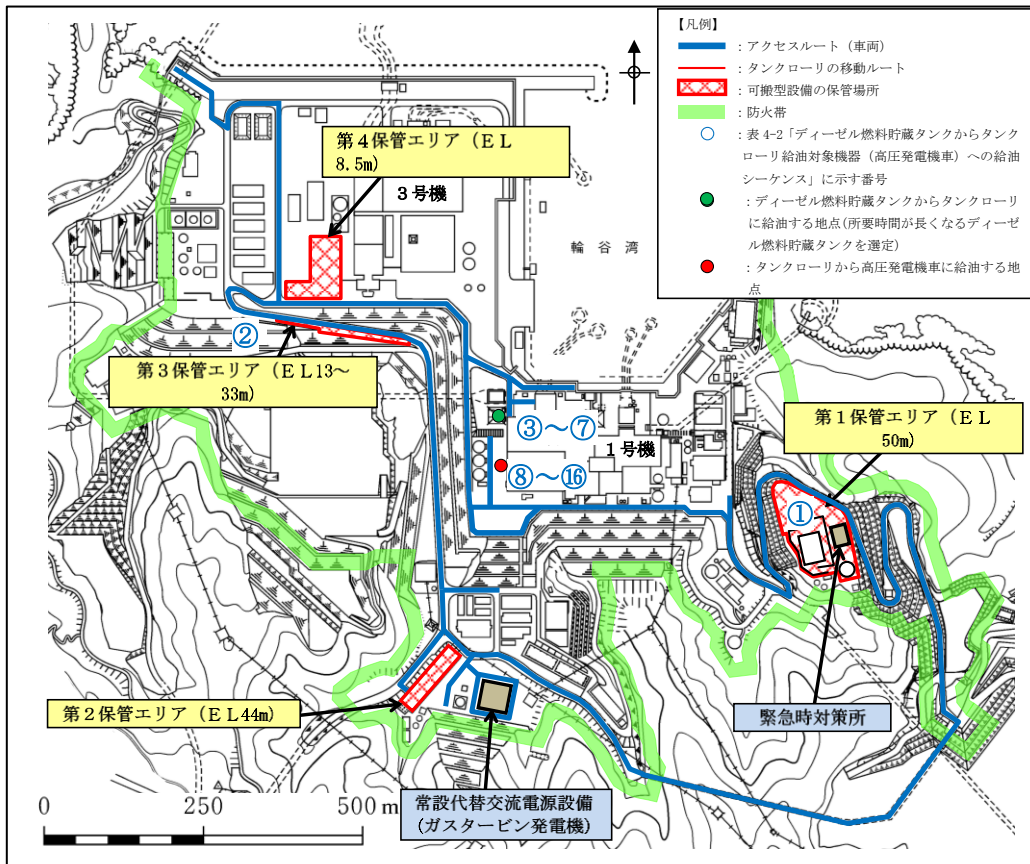 【凡例】
：アクセスルート（車両）
：タンクローリの移動ルート
：可搬型設備の保管場所
：防火帯
：表 4-2「ディーゼル燃料貯蔵タンクからタンク
ローリ給油対象機器（高圧発電機車）への給油
シーケンス」に示す番号
：ディーゼル燃料貯蔵タンクからタンクローリ
に給油する地点(所要時間が長くなるディーゼ
ル燃料貯蔵タンクを選定)
：タンクローリから高圧発電機車に給油する地
点
第４保管エリア（ＥＬ
8.5m）
３号機
輪谷湾
②
第３保管エリア（ＥＬ13～
33m）
③～⑦
１号機
⑧～⑯
第１保管エリア（ＥＬ
50m）
①
第２保管エリア（ＥＬ44m）
緊急時対策所
常設代替交流電源設備
（ガスタービン発電機）
0 250 500 m